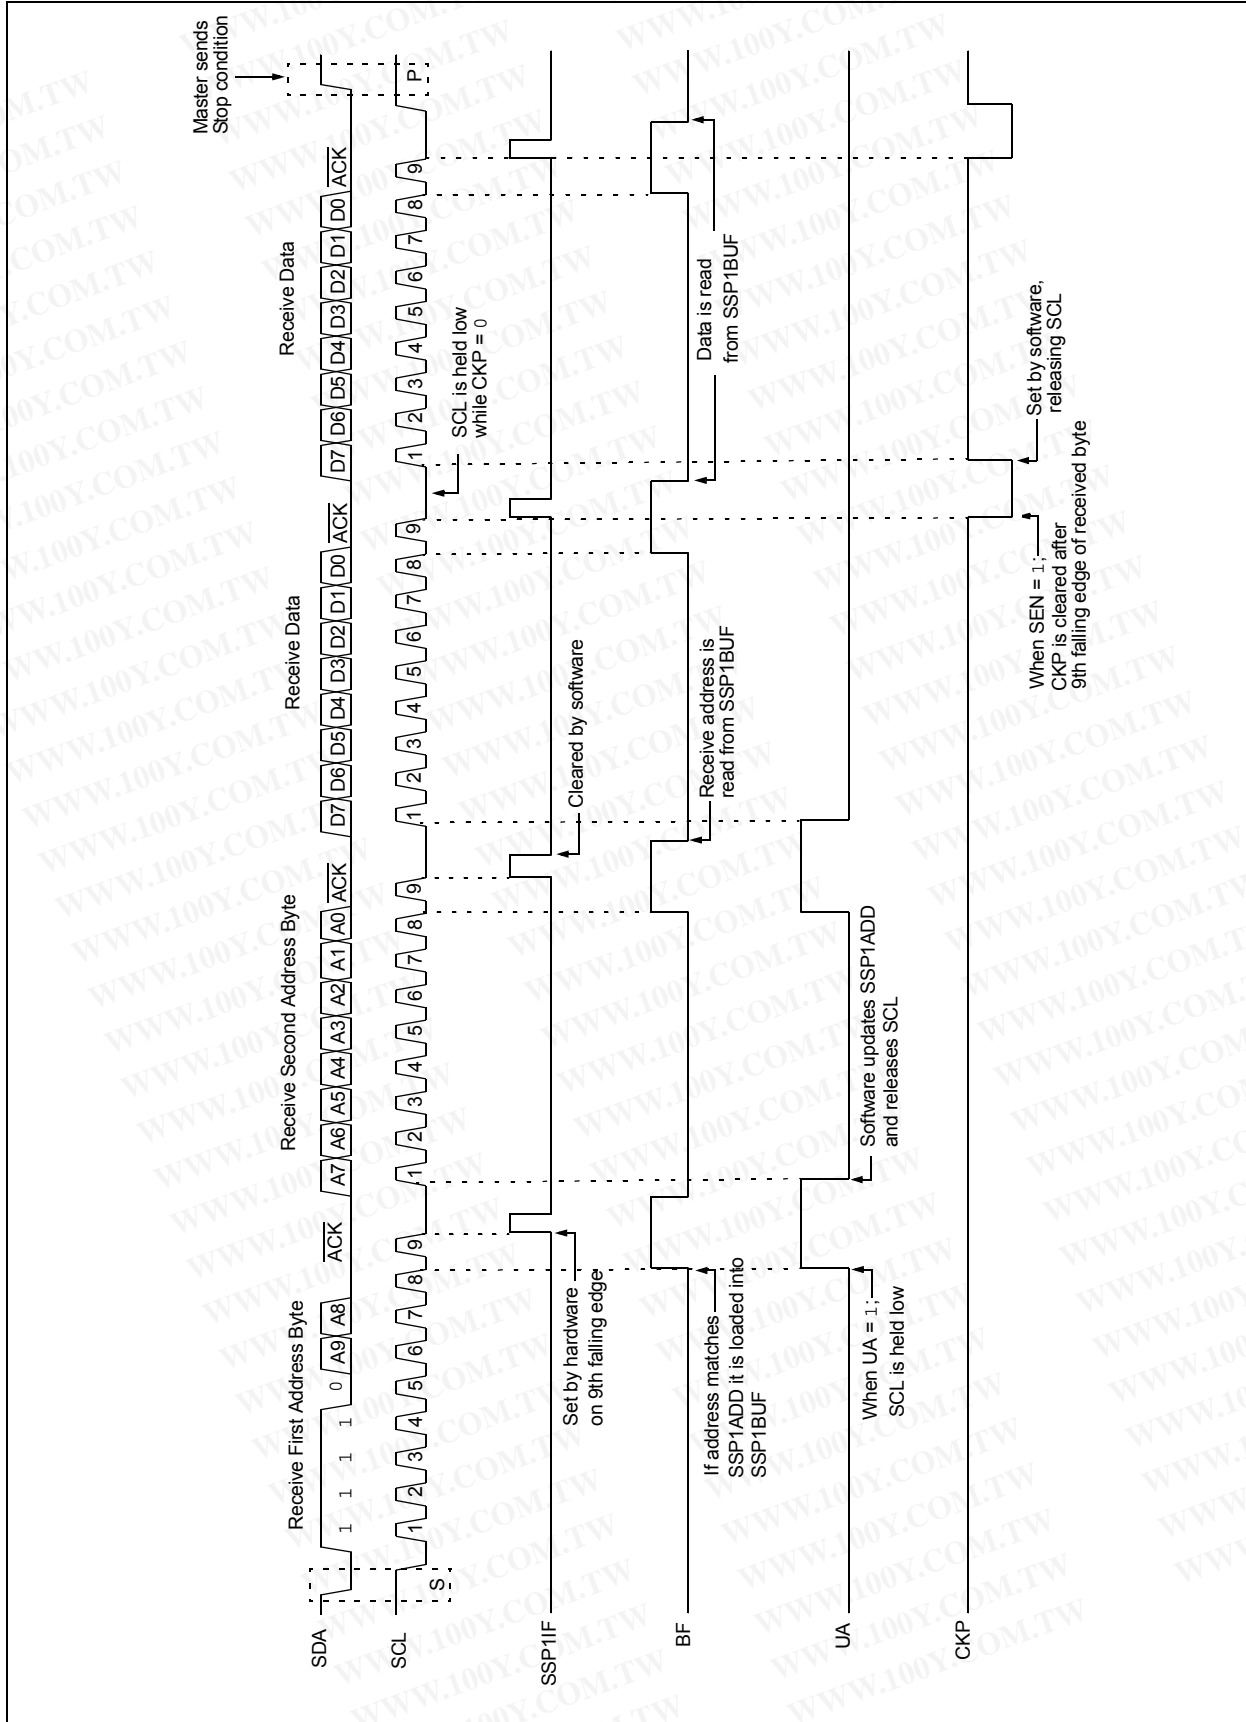 Master sends
Stop condition
Receive First Address Byte
Receive Second Address Byte
Receive Data
Receive Data
SDA
1 1 1 1 0 A9 A8 ACK
A7 A6 A5 A4 A3 A2 A1 A0 ACK
D7 D6 D5 D4 D3 D2 D1 D0 ACK
D7 D6 D5 D4 D3 D2 D1 D0 ACK
SCL
S
1 2 3 4 5 6 7 8 9
1 2 3 4 5 6 7 8 9
1 2 3 4 5 6 7 8 9
1 2 3 4 5 6 7 8 9
P
SCL is held low
while CKP = 0
SSP1IF
Set by hardware
on 9th falling edge
Cleared by software
BF
If address matches
SSP1ADD it is loaded into
SSP1BUF
Receive address is
read from SSP1BUF
Data is read
from SSP1BUF
UA
When UA = 1;
SCL is held low
Software updates SSP1ADD
and releases SCL
CKP
When SEN = 1;
CKP is cleared after
9th falling edge of received byte
Set by software,
releasing SCL
WWW.100Y.COM.TW